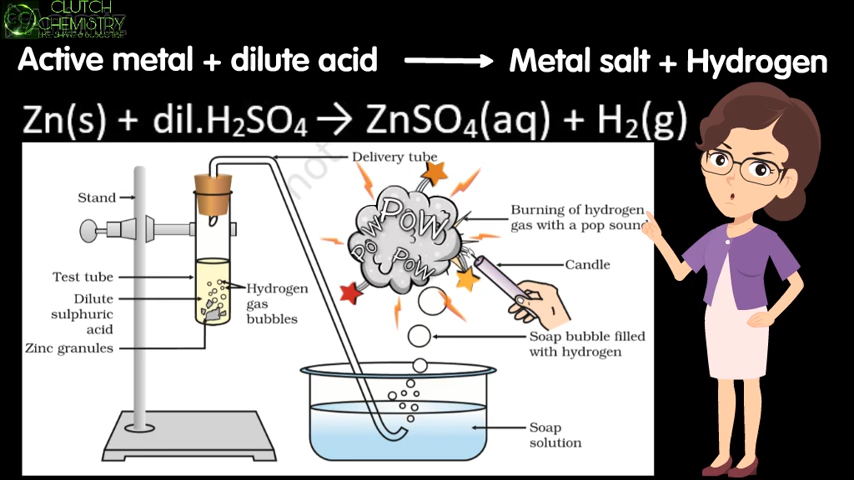 CLUTCH
CHEMISTRY
Active metal + dilute acid ⟶ Metal salt + Hydrogen
Zn(s) + dil.H₂SO₄ → ZnSO₄(aq) + H₂(g)
Delivery tube
Stand
Burning of hydrogen
gas with a pop sound
POW
POW
POW
Candle
Test tube
Dilute
sulphuric
acid
Hydrogen
gas
bubbles
Zinc granules
Soap bubble filled
with hydrogen
Soap
solution